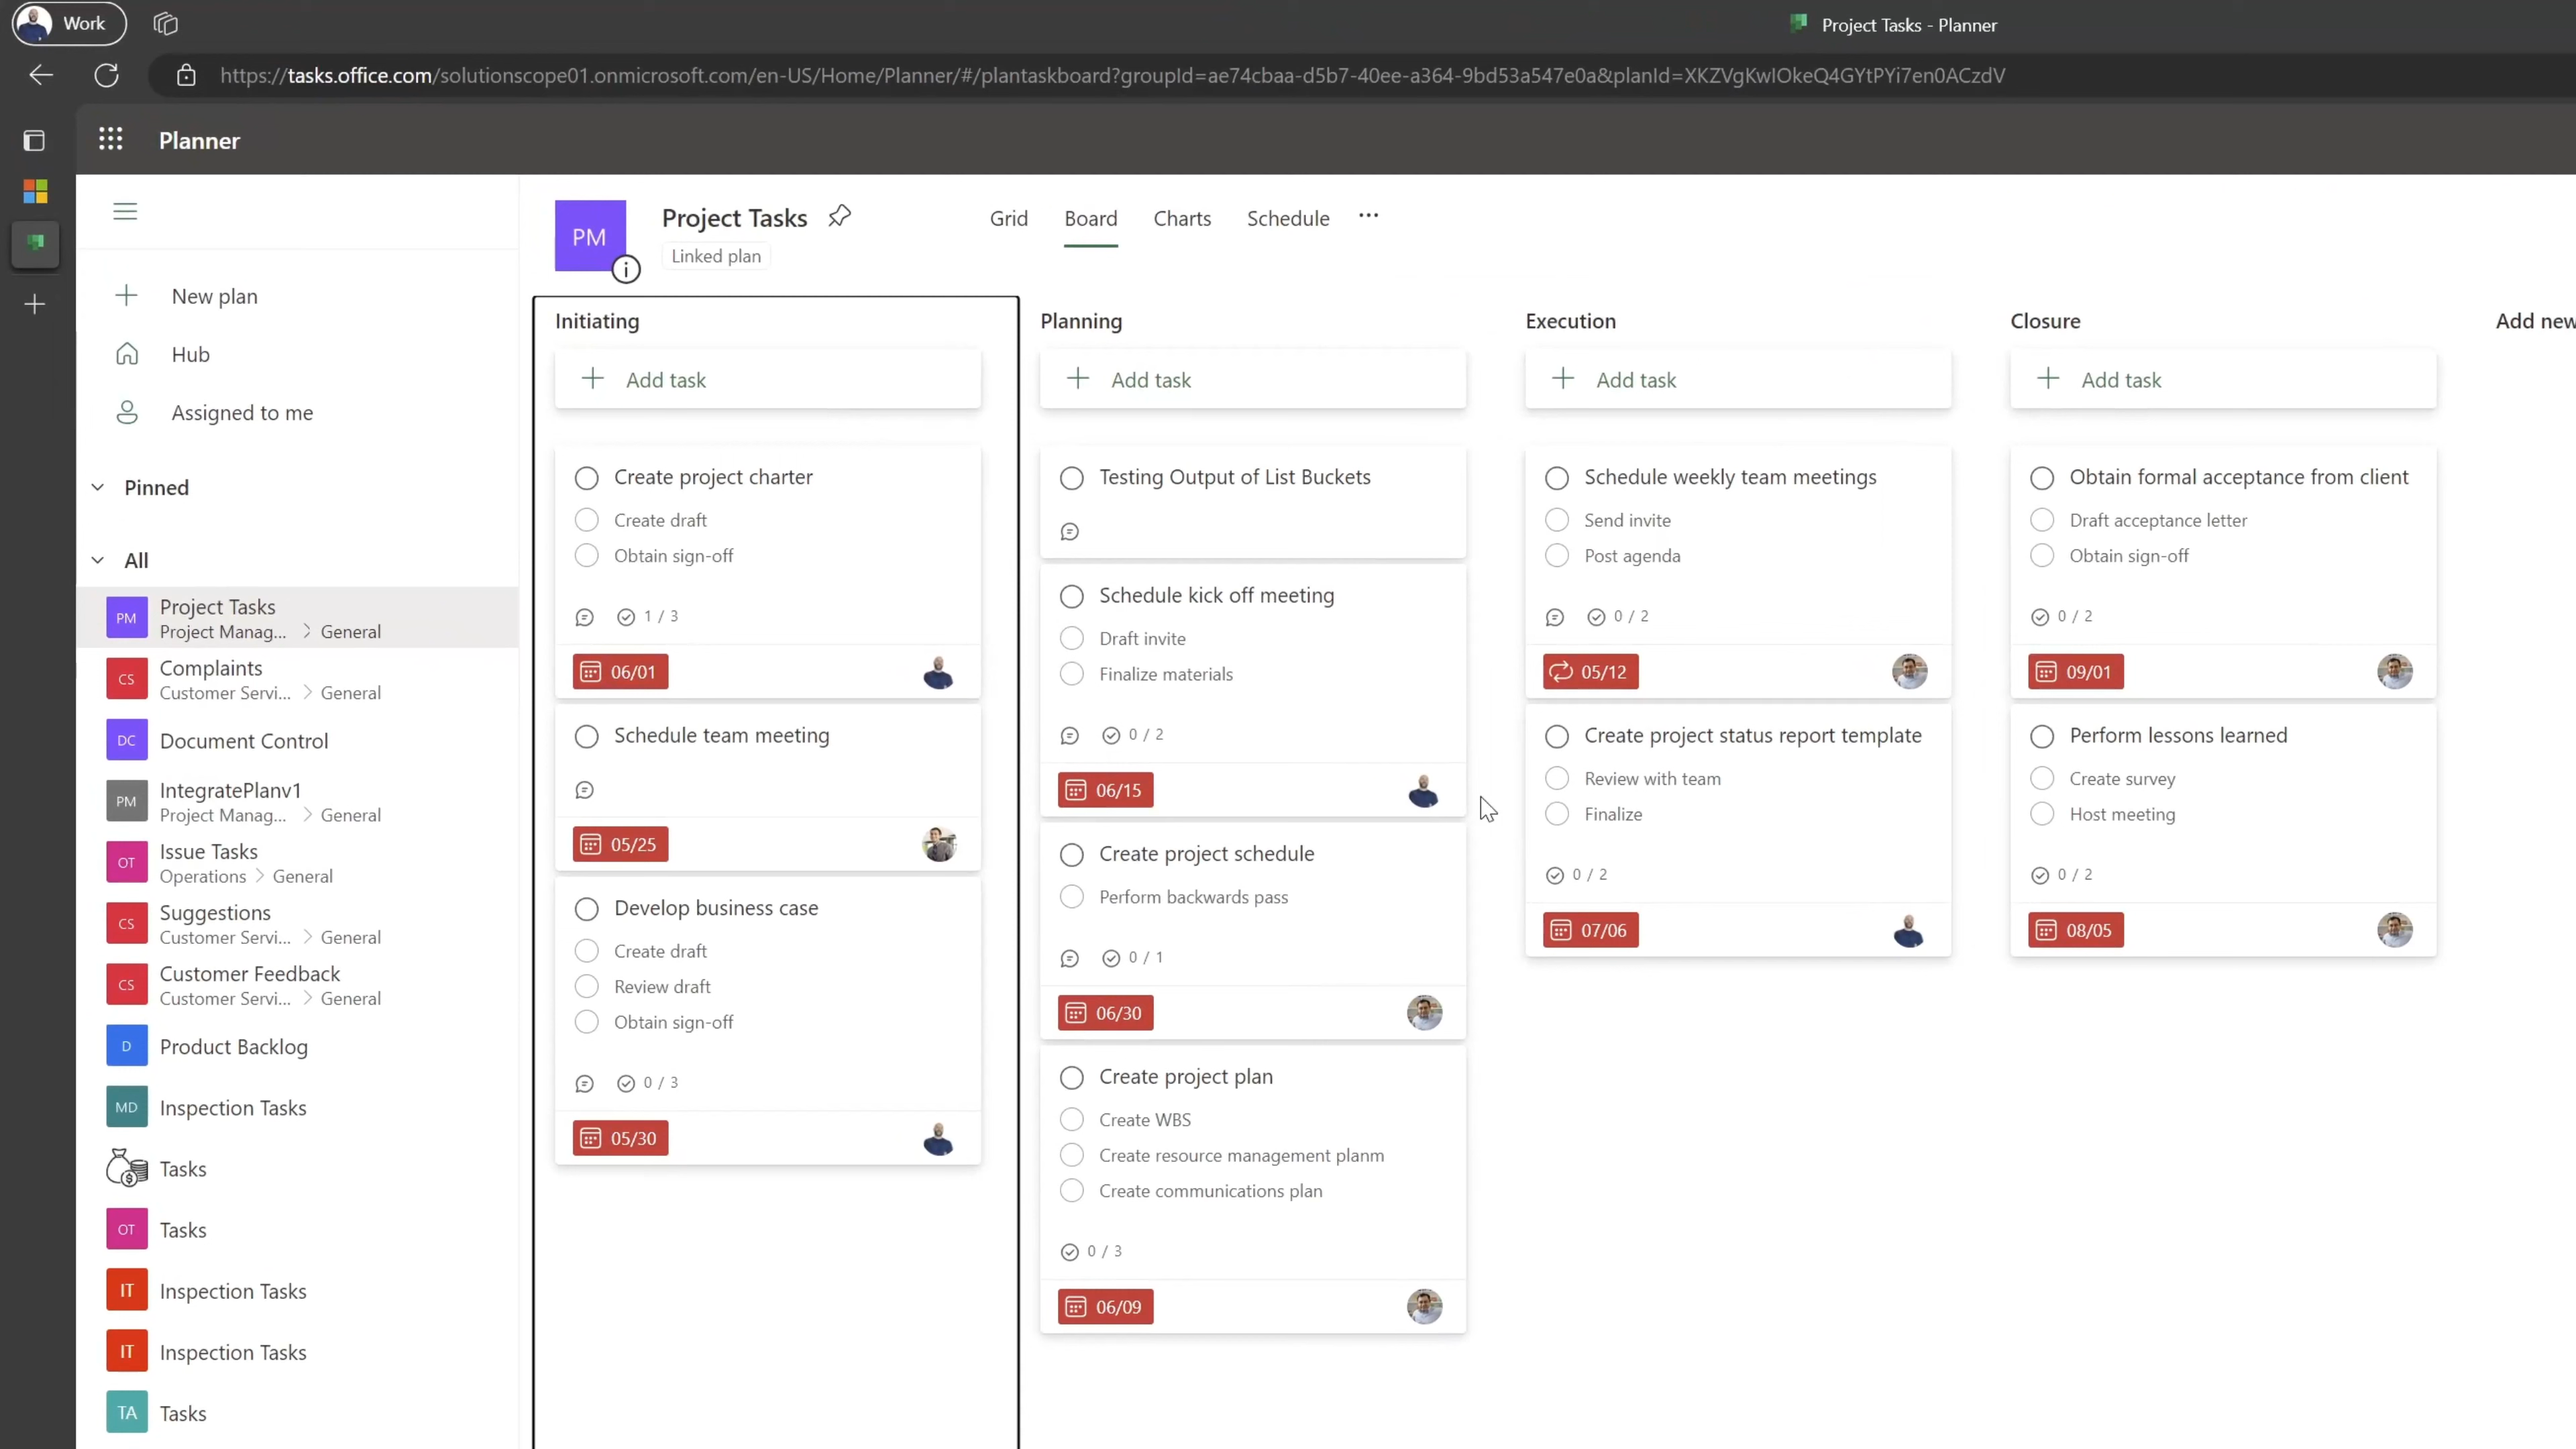 Work
Project Tasks - Planner
https://tasks.office.com/solutionscope01.onmicrosoft.com/en-US/Home/Planner/#/plantaskboard?groupId=ae74cbaa-d5b7-40ee-a364-9bd53a547e0a&planId=XKZVgKwIOkeQ4GYtPYi7en0ACzdV
Planner
New plan
Hub
Assigned to me
Pinned
All
PM Project Tasks
Project Manag... > General
CS Complaints
Customer Servi... > General
DC Document Control
PM IntegratePlanv1
Project Manag... > General
OT Issue Tasks
Operations > General
CS Suggestions
Customer Servi... > General
CS Customer Feedback
Customer Servi... > General
D Product Backlog
MD Inspection Tasks
Tasks
OT Tasks
IT Inspection Tasks
IT Inspection Tasks
TA Tasks
PM
Project Tasks
Linked plan
Grid Board Charts Schedule ...
Initiating
Add task
Create project charter
Create draft
Obtain sign-off
1 / 3
06/01
Schedule team meeting
05/25
Develop business case
Create draft
Review draft
Obtain sign-off
0 / 3
05/30
Planning
Add task
Testing Output of List Buckets
Schedule kick off meeting
Draft invite
Finalize materials
0 / 2
06/15
Create project schedule
Perform backwards pass
0 / 1
06/30
Create project plan
Create WBS
Create resource management planm
Create communications plan
0 / 3
06/09
Execution
Add task
Schedule weekly team meetings
Send invite
Post agenda
0 / 2
05/12
Create project status report template
Review with team
Finalize
0 / 2
07/06
Closure
Add task
Obtain formal acceptance from client
Draft acceptance letter
Obtain sign-off
0 / 2
09/01
Perform lessons learned
Create survey
Host meeting
0 / 2
08/05
Add new